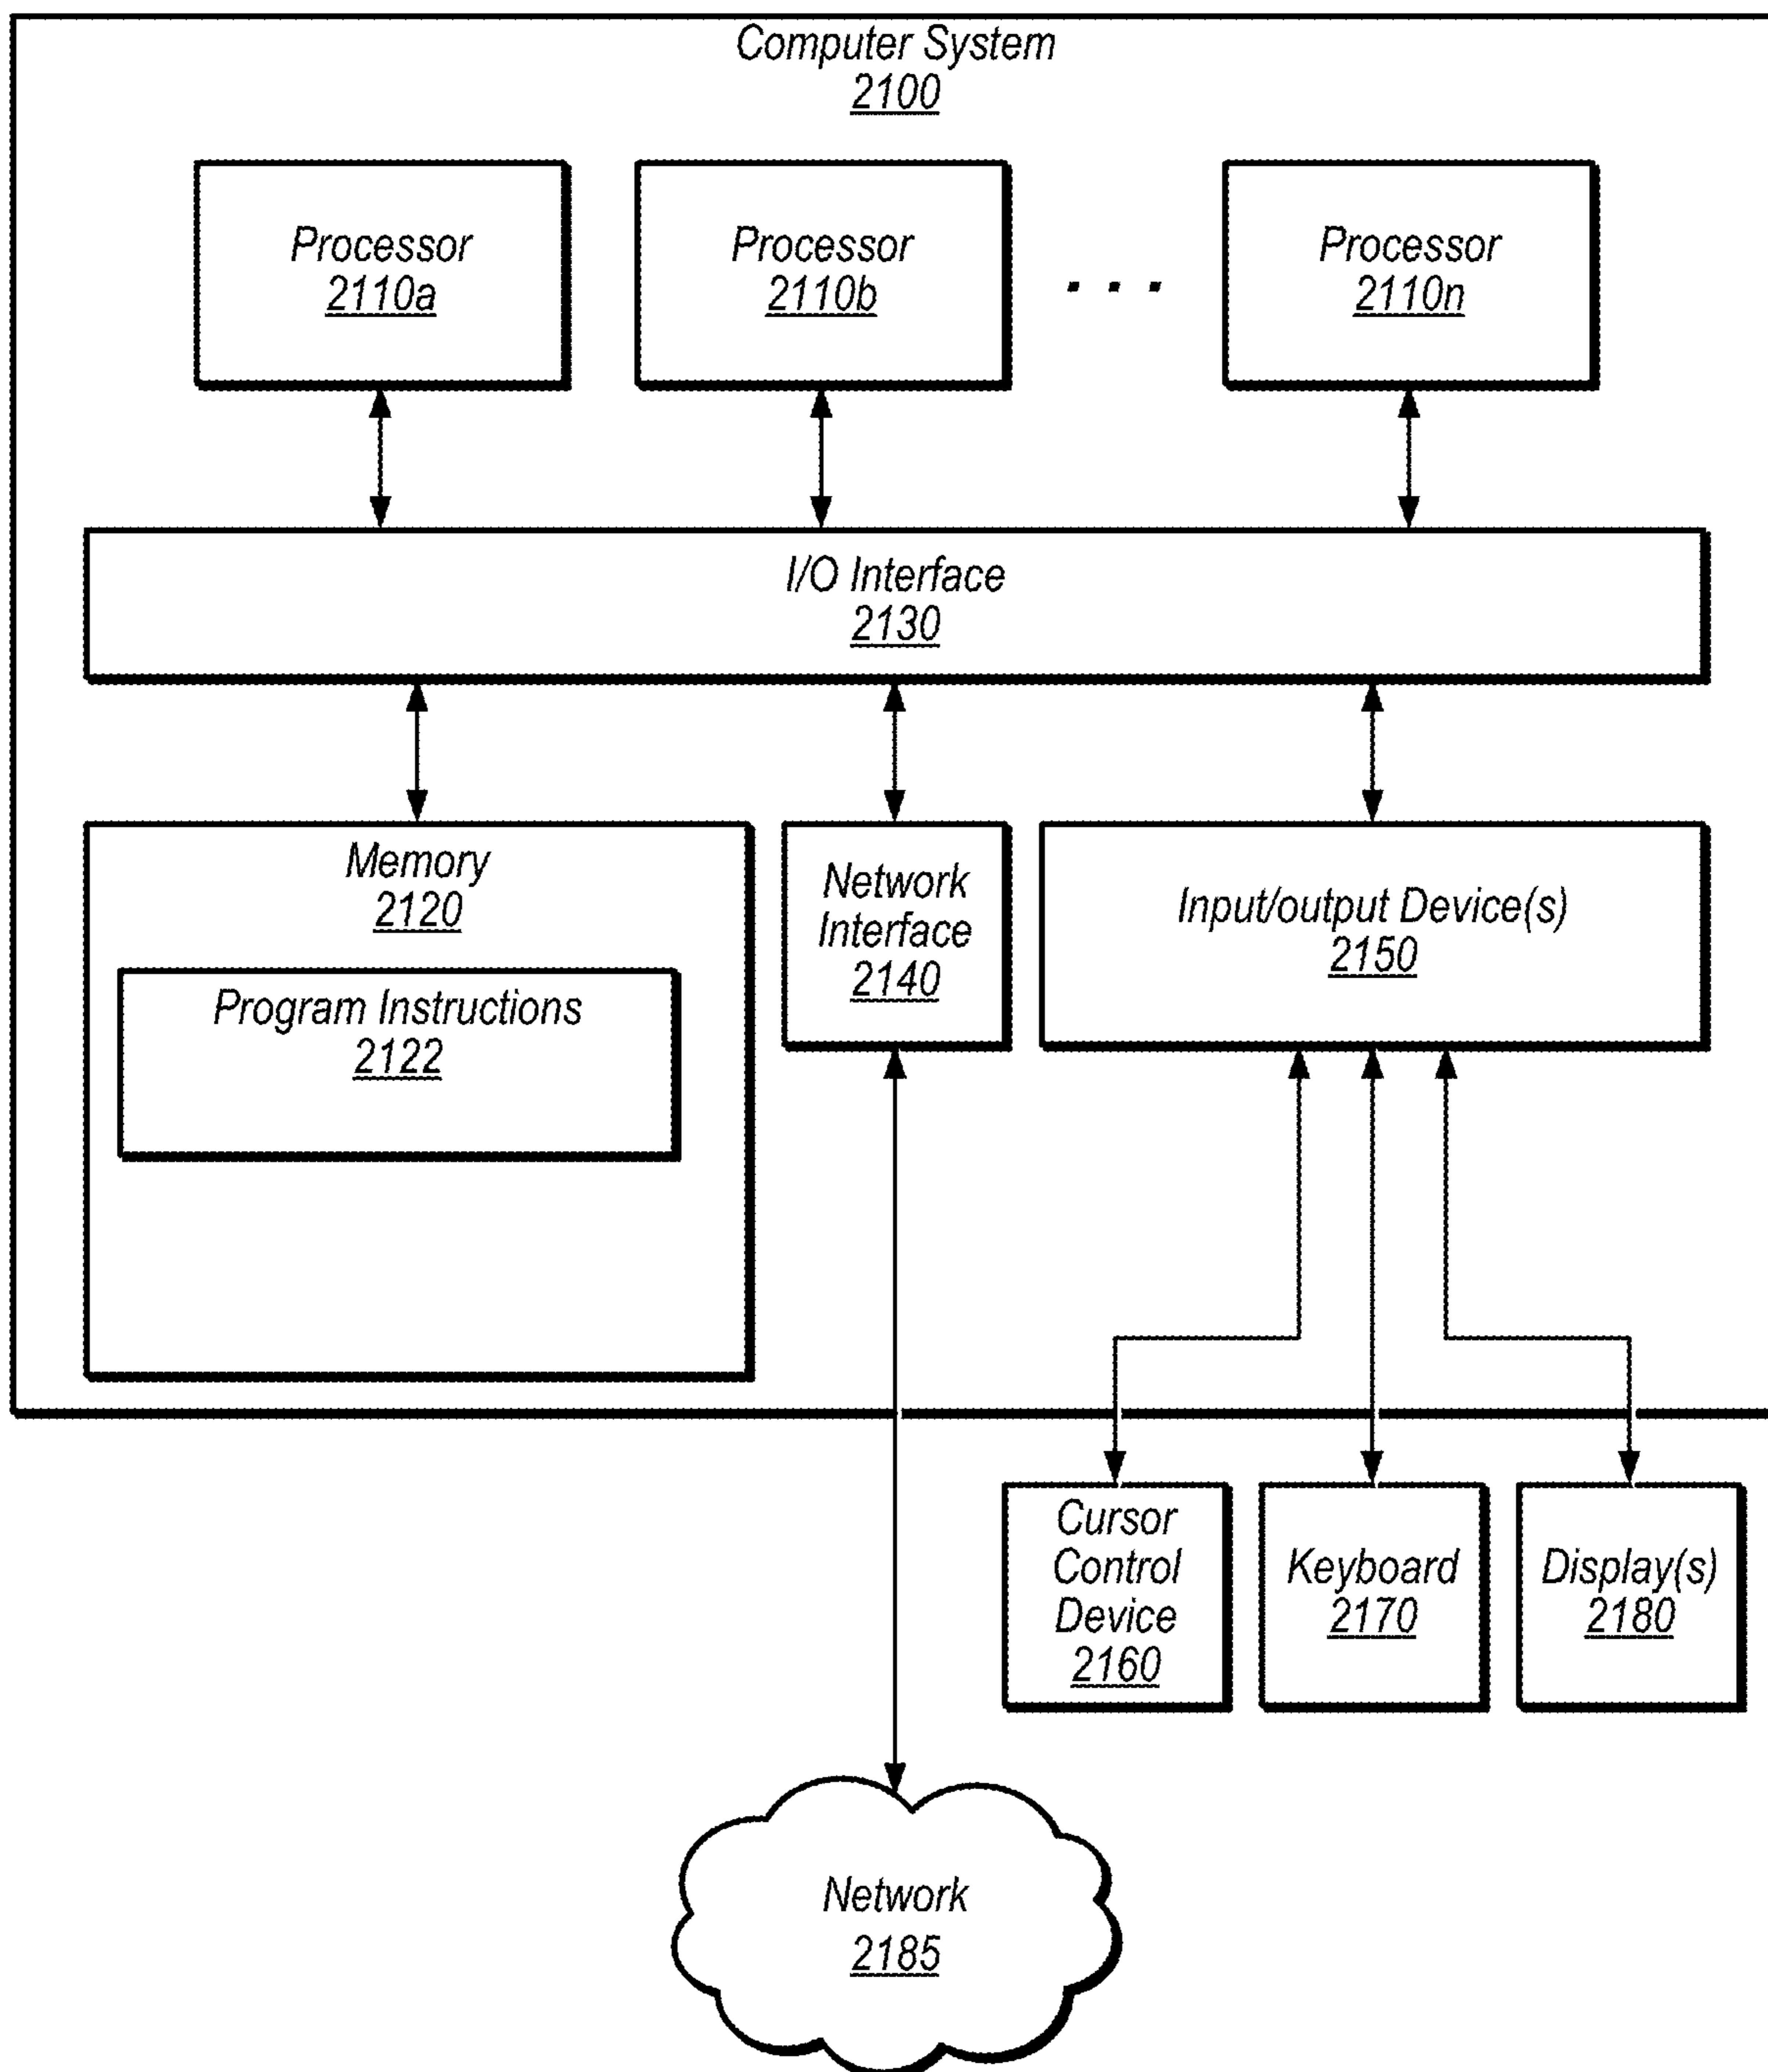 Computer System
2100
Processor
2110a
Processor
2110b
. . .
Processor
2110n
I/O Interface
2130
Memory
2120
Program Instructions
2122
Network
Interface
2140
Input/output Device(s)
2150
Cursor
Control
Device
2160
Keyboard
2170
Display(s)
2180
Network
2185